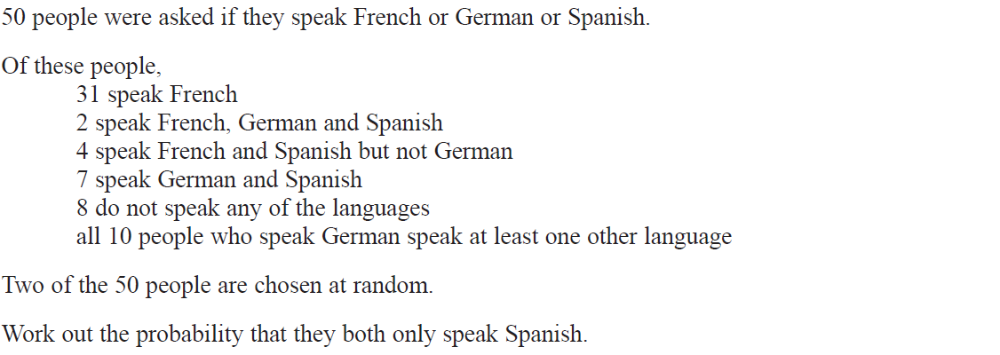 50 people were asked if they speak French or German or Spanish.
Of these people,
31 speak French
2 speak French, German and Spanish
4 speak French and Spanish but not German
7 speak German and Spanish
8 do not speak any of the languages
all 10 people who speak German speak at least one other language
Two of the 50 people are chosen at random.
Work out the probability that they both only speak Spanish.